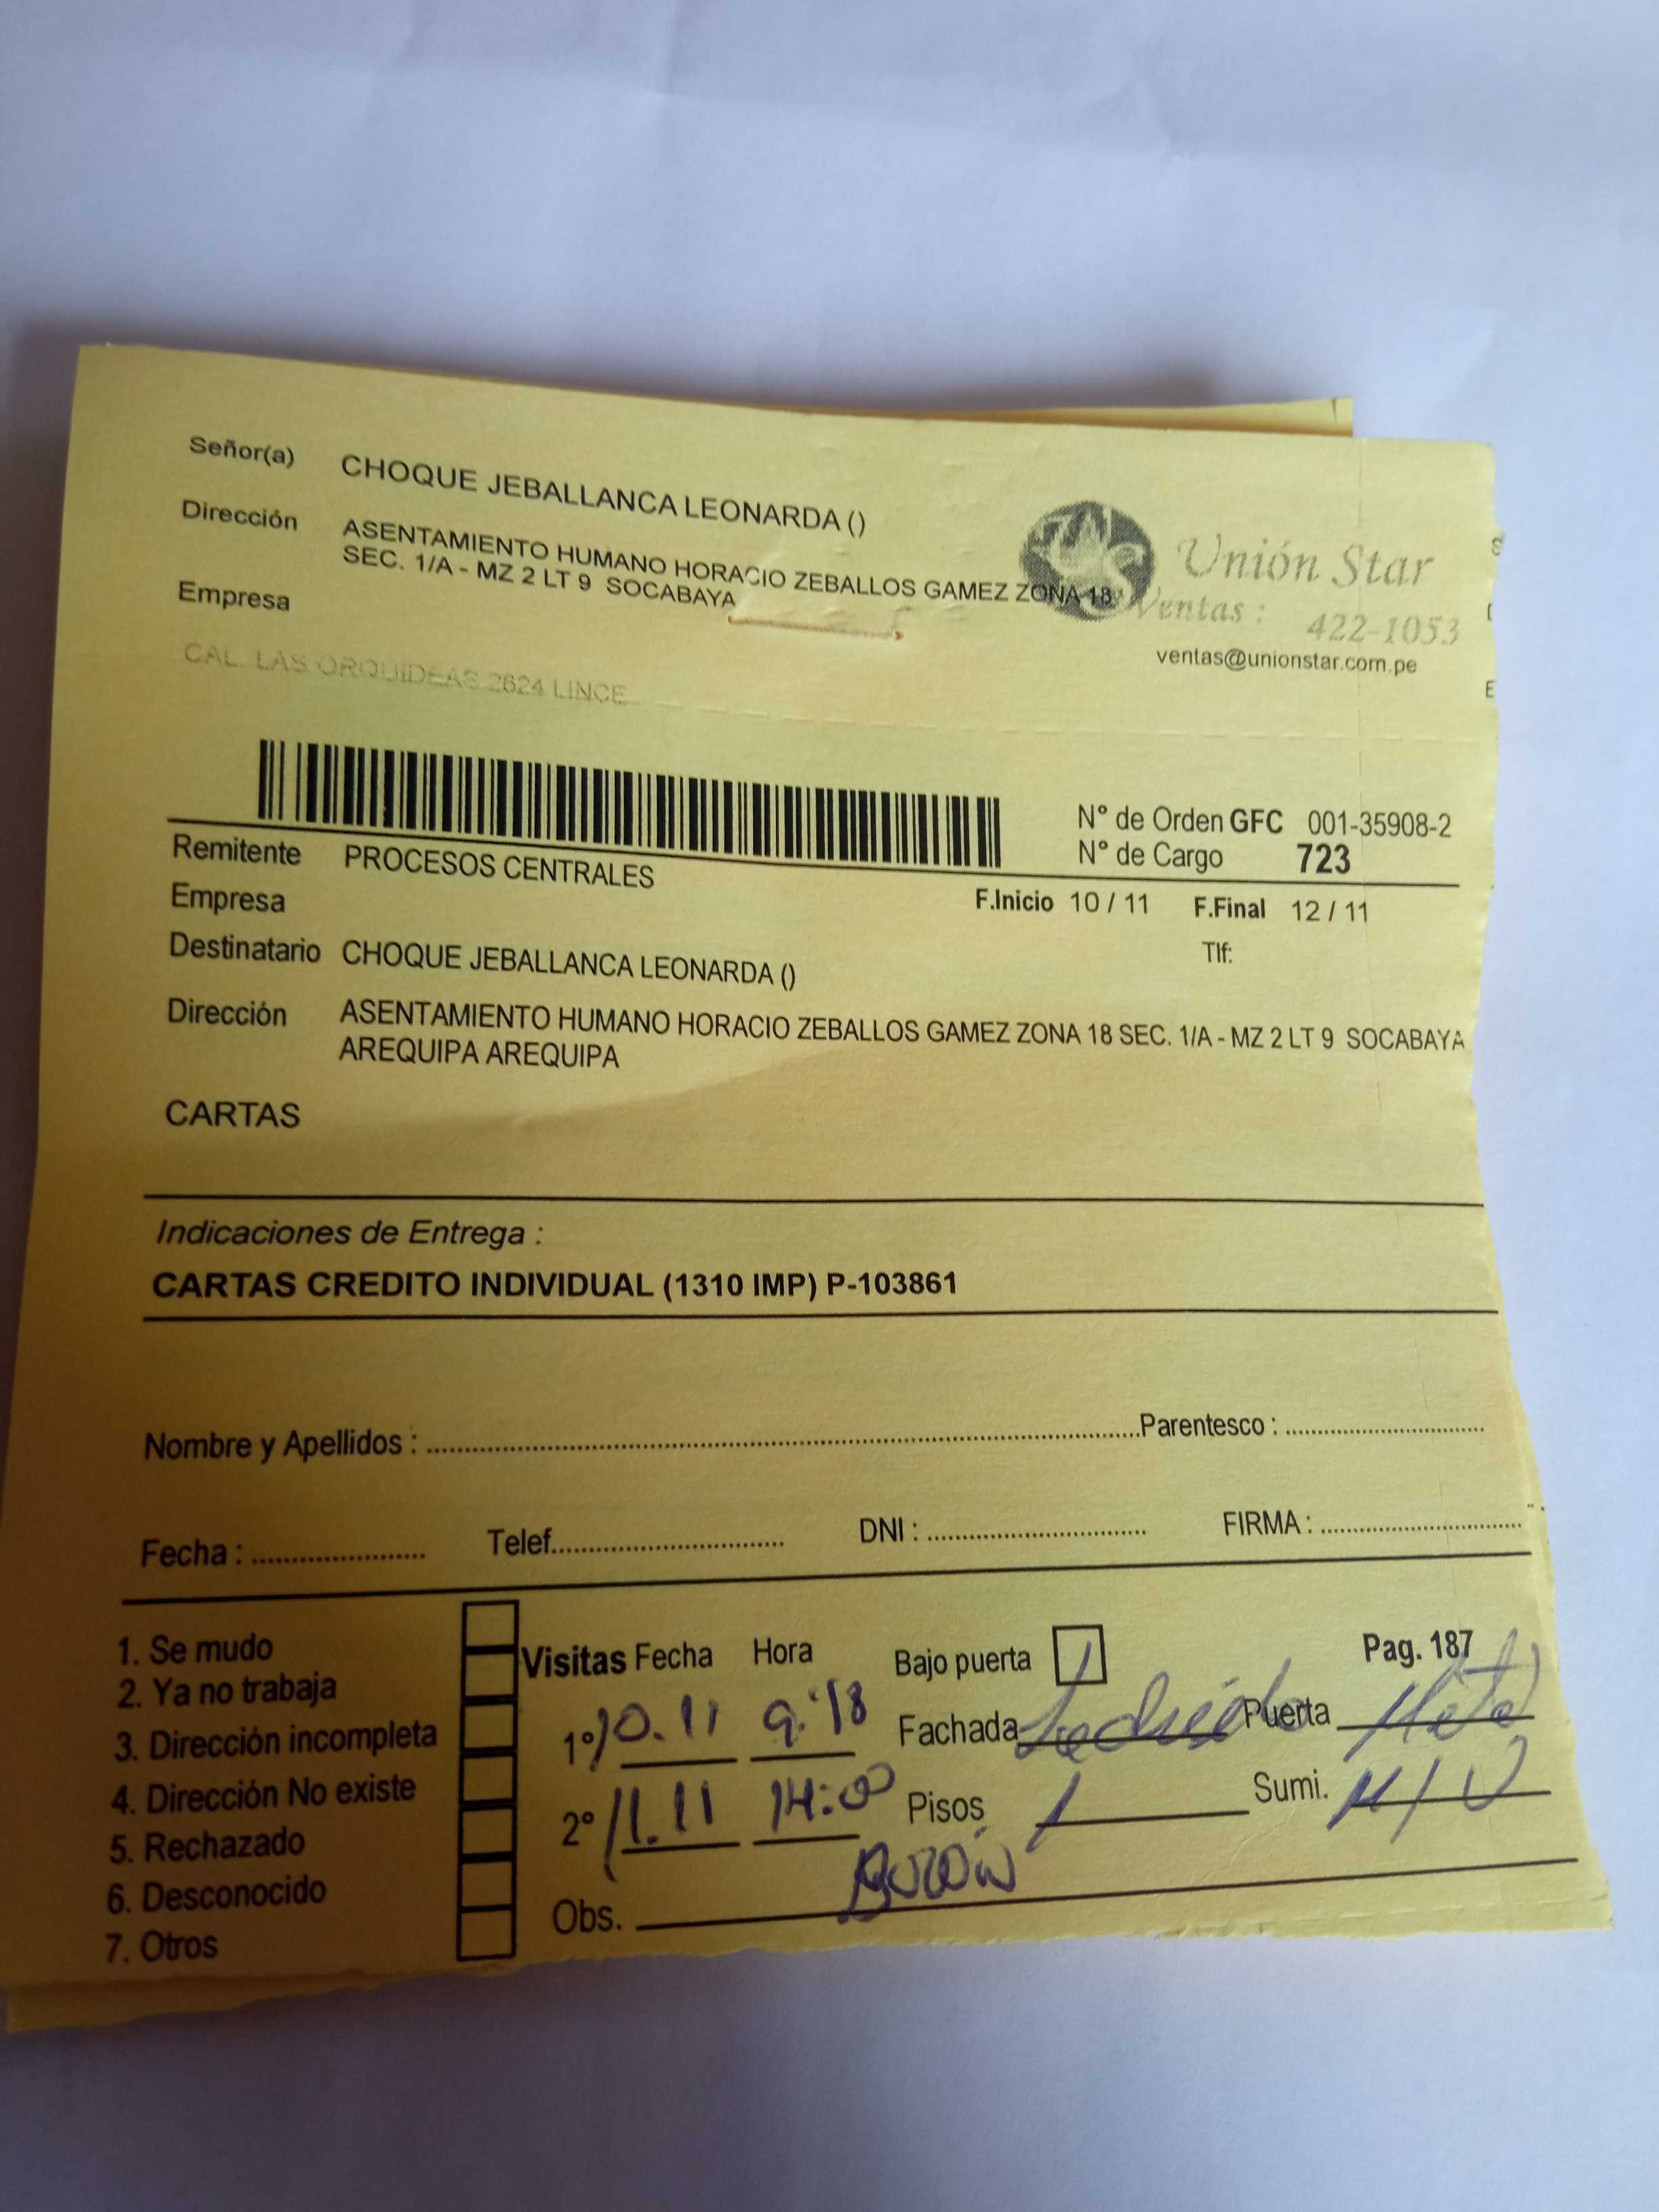 Señor(a) CHOQUE JEBALLANCA LEONARDA ()
Dirección ASENTAMIENTO HUMANO HORACIO ZEBALLOS GAMEZ ZONA 18
SEC. 1/A - MZ 2 LT 9 SOCABAYA
Empresa
Unión Star
Ventas : 422-1053
ventas@unionstar.com.pe
CAL. LAS ORQUIDEAS 2624 LINCE
N° de Orden GFC 001-35908-2
N° de Cargo 723
Remitente PROCESOS CENTRALES
Empresa F.Inicio 10 / 11 F.Final 12 / 11
Destinatario CHOQUE JEBALLANCA LEONARDA () Tlf:
Dirección ASENTAMIENTO HUMANO HORACIO ZEBALLOS GAMEZ ZONA 18 SEC. 1/A - MZ 2 LT 9 SOCABAYA
AREQUIPA AREQUIPA
CARTAS
Indicaciones de Entrega :
CARTAS CREDITO INDIVIDUAL (1310 IMP) P-103861
Nombre y Apellidos : Parentesco :
Fecha : Telef. DNI : FIRMA :
1. Se mudo
2. Ya no trabaja
3. Dirección incompleta
4. Dirección No existe
5. Rechazado
6. Desconocido
7. Otros
Visitas Fecha Hora Bajo puerta Pag. 187
1° 10.11 9:18 Fachada Ladrillo Puerta
2° 11.11 14:00 Pisos 1 Sumi.
Obs. Buzón